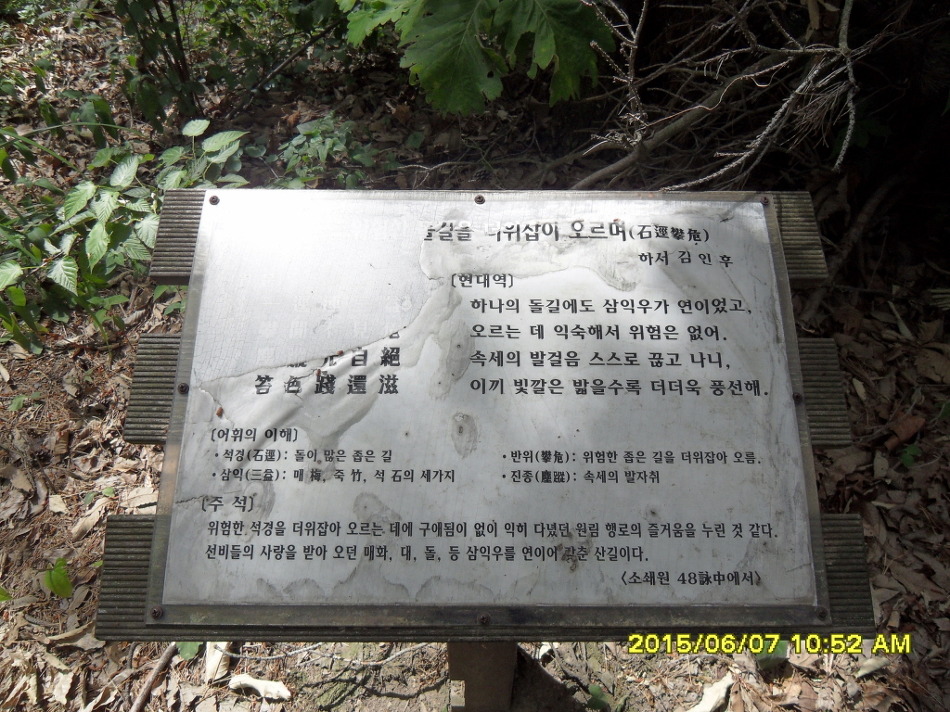 돌길을 더위잡아 오르며(石逕攀危)
하서 김 인 후
[현대역]
하나의 돌길에도 삼익우가 연이었고,
오르는 데 익숙해서 위험은 없어.
自絕
속세의 발걸음 스스로 끊고 나니,
苔色踐還滋
이끼 빛깔은 밟을수록 더더욱 풍선해.
[어휘의 이해]
• 석경(石逕): 돌이 많은 좁은 길
• 반위(攀危): 위험한 좁은 길을 더위잡아 오름.
• 삼익(三益): 매 梅, 죽 竹, 석 石의 세가지
• 진종(塵蹤): 속세의 발자취
[주 석]
위험한 석경을 더위잡아 오르는 데에 구애됨이 없이 익히 다녔던 원림 행로의 즐거움을 누린 것 같다.
선비들의 사랑을 받아 오던 매화, 대, 돌, 등 삼익우를 연이어 갖춘 산길이다.
〈소쇄원 48詠中에서〉
2015/06/07 10:52 AM